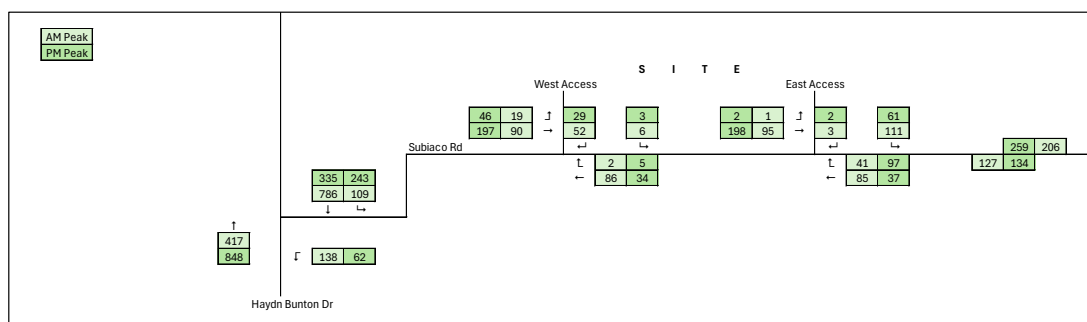 AM Peak
PM Peak
S I T E
West Access
East Access
46 19 ⮥ 29 3
197 90 → 52 6
2 1 ⮥ 2 61
198 95 → 3 111
Subiaco Rd
↵ ↳
↵ ↳
259 206
127 134
2 5
← 86 34
41 97
← 85 37
335 243
786 109
↓ ↳
↑
417
848
138 62
Haydn Bunton Dr